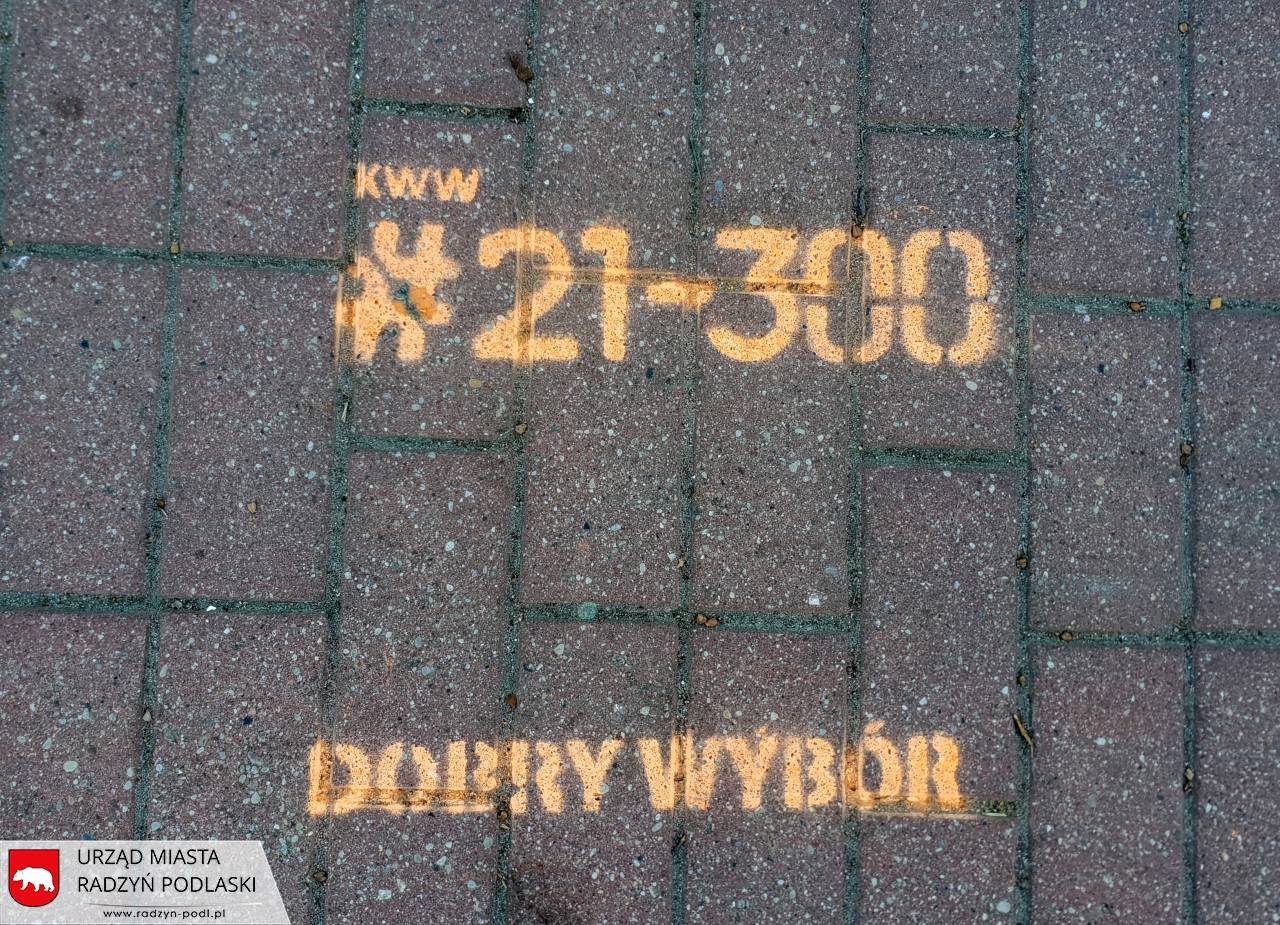 KWW
# 21-300
DOBRY WYBÓR
URZĄD MIASTA
RADZYŃ PODLASKI
www.radzyn-podl.pl